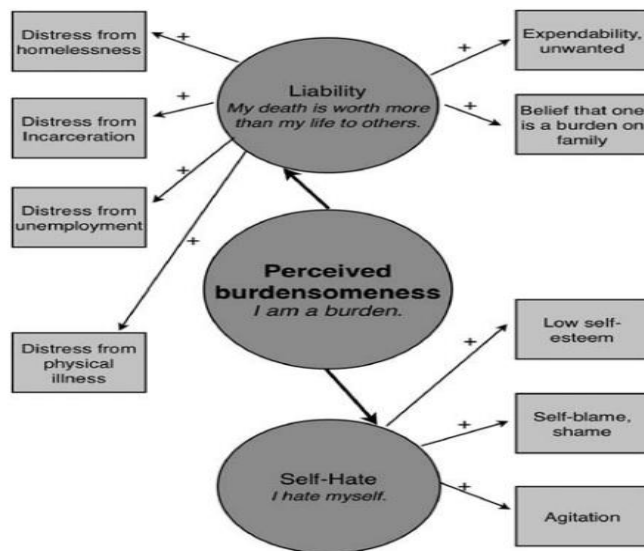 Distress from
homelessness
+
Liability
My death is worth more
than my life to others.
+
Expendability,
unwanted
Distress from
Incarceration
+
+
Belief that one
is a burden on
family
Distress from
unemployment
+
+
Perceived
burdensomeness
I am a burden.
Distress from
physical
illness
+
Low self-
esteem
Self-Hate
I hate myself.
+
Self-blame,
shame
+
Agitation